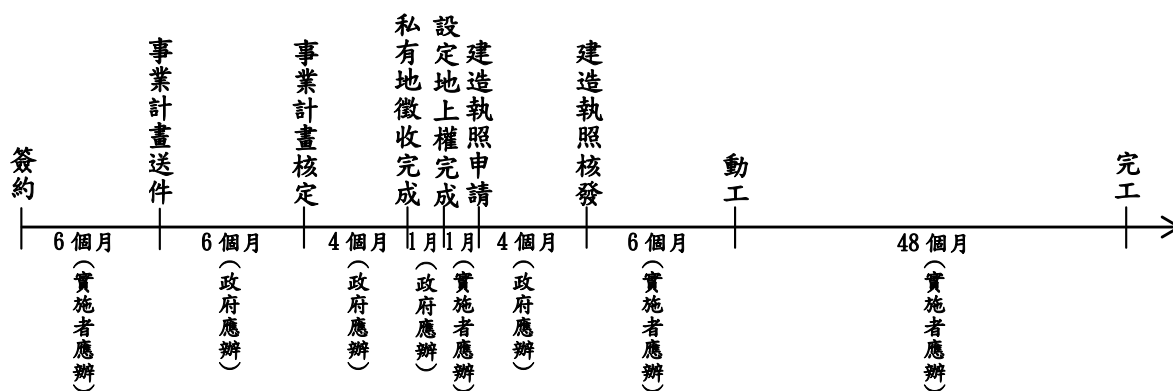 簽約
事業計畫送件
事業計畫核定
私有地徵收完成
設定地上權完成
建造執照申請
建造執照核發
動工
完工
6 個月
6 個月
4 個月
1月
1月
4 個月
6 個月
48 個月
(實施者應辦)
(政府應辦)
(政府應辦)
(政府應辦)
(實施者應辦)
(政府應辦)
(實施者應辦)
(實施者應辦)